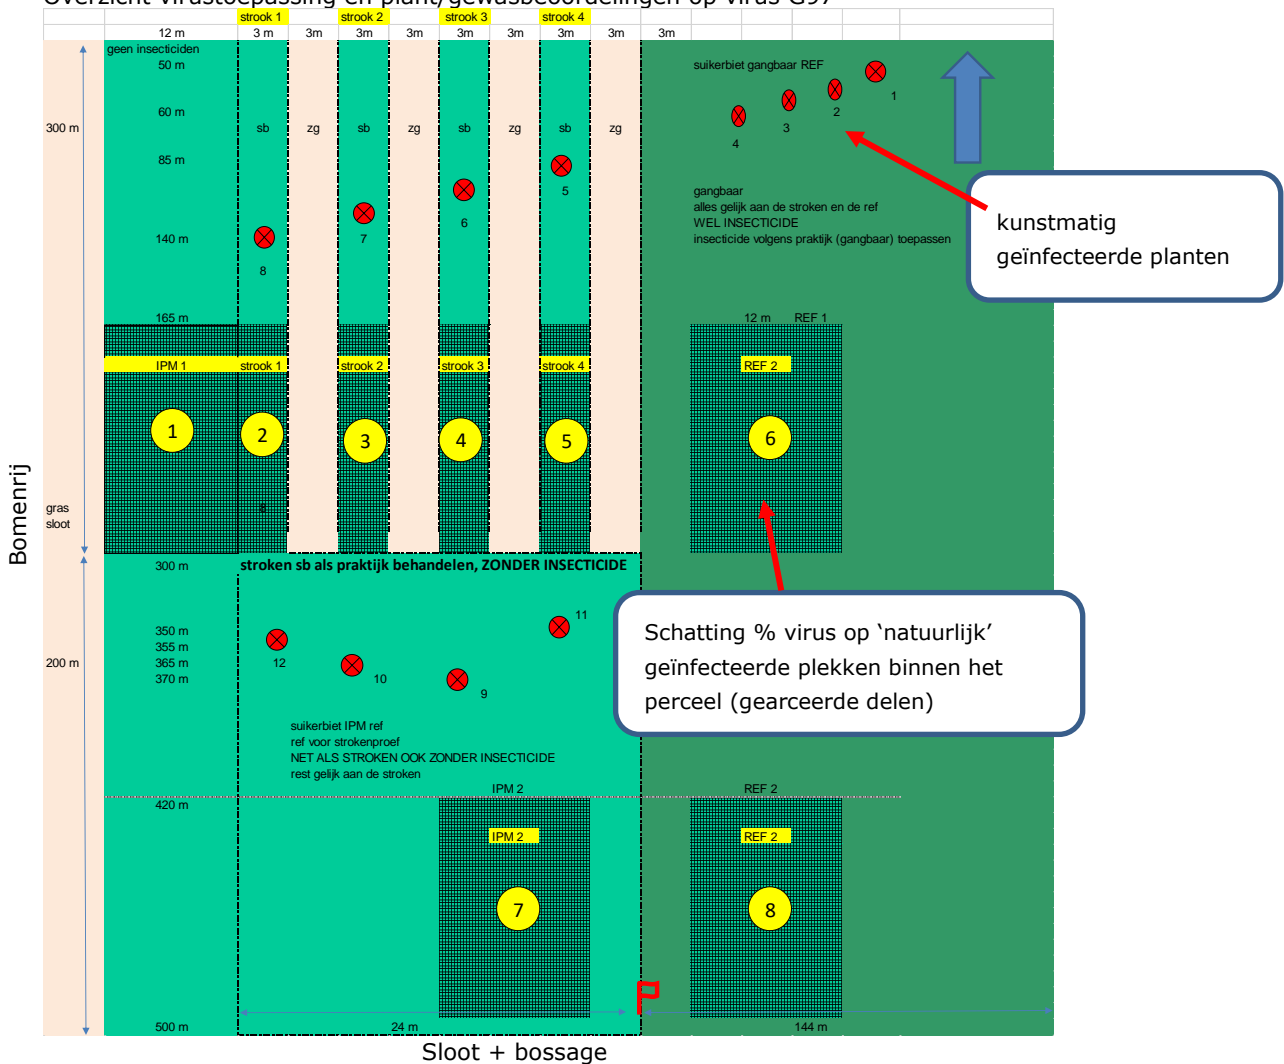 Overzicht virustoepassing en plant/gewasbeoordelingen op virus G97
strook 1 strook 2 strook 3 strook 4
12 m 3 m 3m 3m 3m 3m 3m 3m 3m 3m
geen insecticiden
50 m
suikerbiet gangbaar REF
1
2
3
4
60 m
300 m
sb zg sb zg sb zg sb zg
85 m
5
6
7
8
140 m
gangbaar
alles gelijk aan de stroken en de ref
WEL INSECTICIDE
insecticide volgens praktijk (gangbaar) toepassen
kunstmatig
geïnfecteerde planten
165 m
12 m REF 1
IPM 1 strook 1 strook 2 strook 3 strook 4 REF 2
1 2 3 4 5 6
8
gras
sloot
Bomenrij
300 m
stroken sb als praktijk behandelen, ZONDER INSECTICIDE
11
350 m
355 m
200 m
365 m
370 m
12
10
9
Schatting % virus op ‘natuurlijk’
geïnfecteerde plekken binnen het
perceel (gearceerde delen)
suikerbiet IPM ref
ref voor strokenproef
NET ALS STROKEN OOK ZONDER INSECTICIDE
rest gelijk aan de stroken
IPM 2 REF 2
420 m
IPM 2 REF 2
7 8
500 m 24 m 144 m
Sloot + bossage